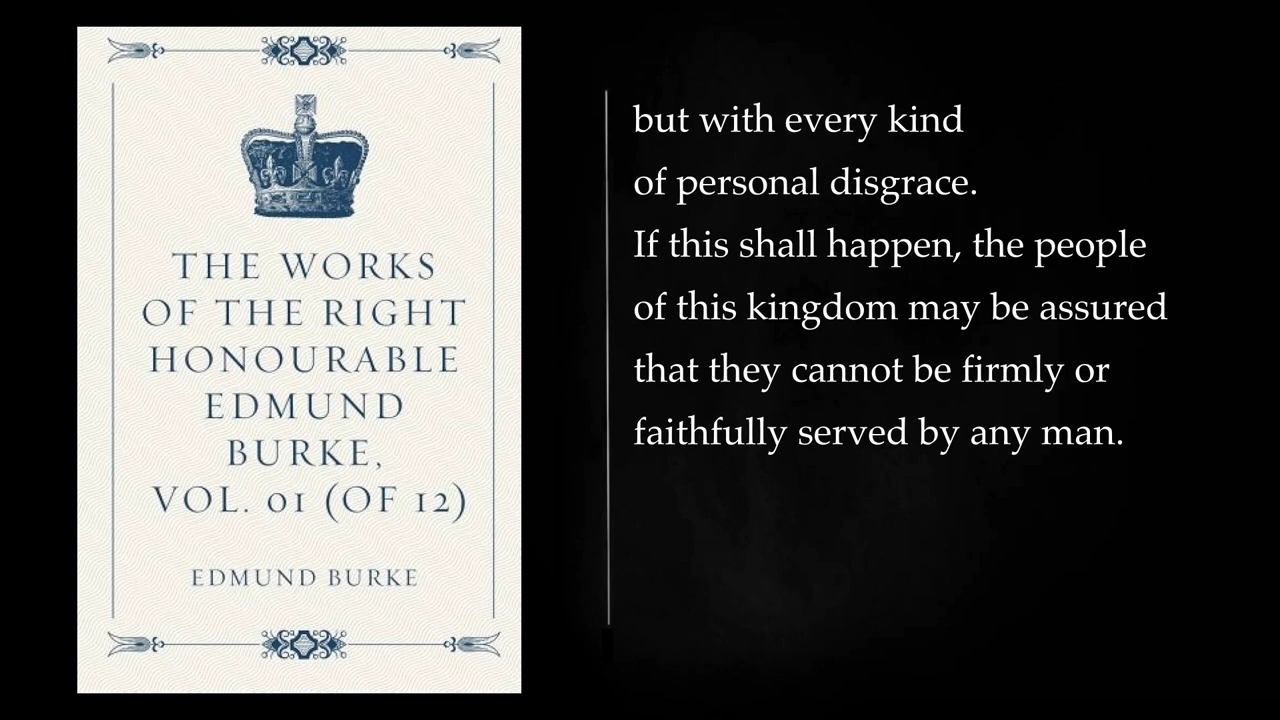 THE WORKS
OF THE RIGHT
HONOURABLE
EDMUND
BURKE,
VOL. 01 (OF 12)
EDMUND BURKE
but with every kind
of personal disgrace.
If this shall happen, the people
of this kingdom may be assured
that they cannot be firmly or
faithfully served by any man.